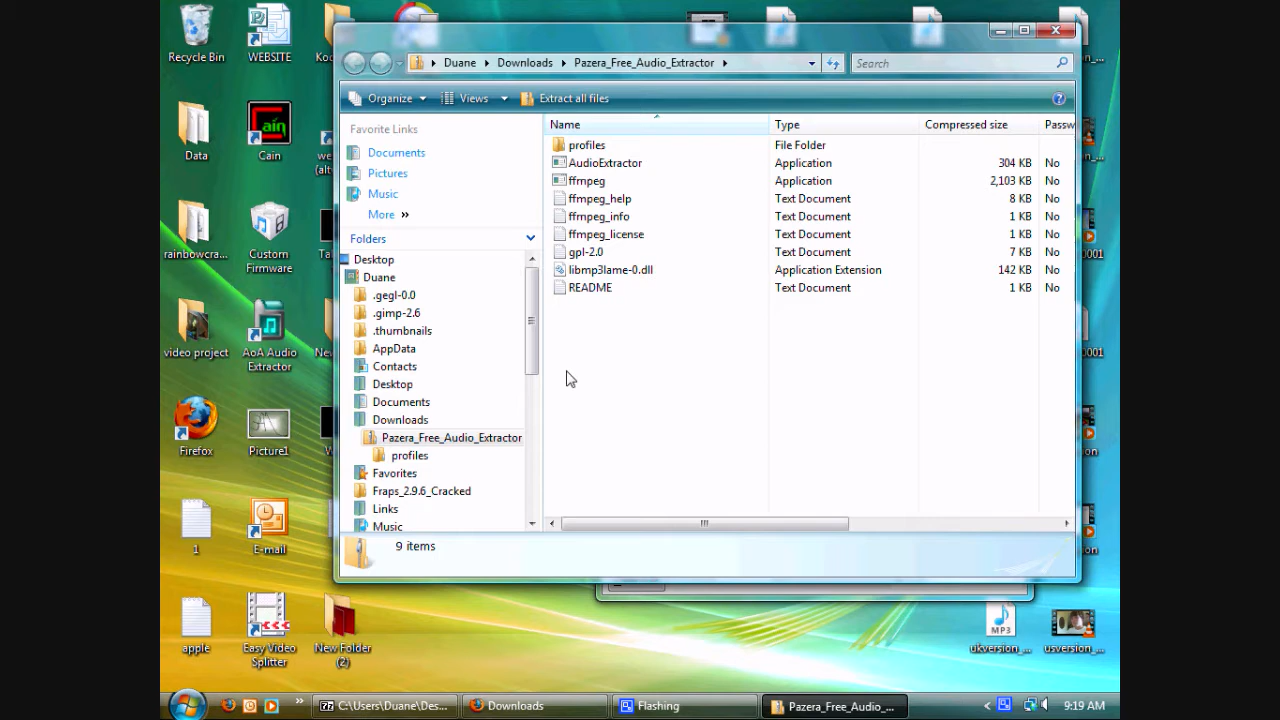 Recycle Bin
WEBSITE
Duane
Downloads
Pazera_Free_Audio_Extractor
Search
Organize
Views
Extract all files
Favorite Links
Documents
Pictures
Music
More »
Folders
Desktop
Duane
.gegl-0.0
.gimp-2.6
.thumbnails
AppData
Contacts
Desktop
Documents
Downloads
Pazera_Free_Audio_Extractor
profiles
Favorites
Fraps_2.9.6_Cracked
Links
Music
Name Type Compressed size Passw
profiles File Folder
AudioExtractor Application 304 KB No
ffmpeg Application 2,103 KB No
ffmpeg_help Text Document 8 KB No
ffmpeg_info Text Document 1 KB No
ffmpeg_license Text Document 1 KB No
gpl-2.0 Text Document 7 KB No
libmp3lame-0.dll Application Extension 142 KB No
README Text Document 1 KB No
9 items
Data
Cain
rainbowcra...
Custom
Firmware
video project
AoA Audio
Extractor
Firefox
Picture1
1
E-mail
apple
Easy Video
Splitter
New Folder
(2)
MP3
ukversion_...
usversion_...
C:\Users\Duane\Des...
Downloads
Flashing
Pazera_Free_Audio_...
9:19 AM